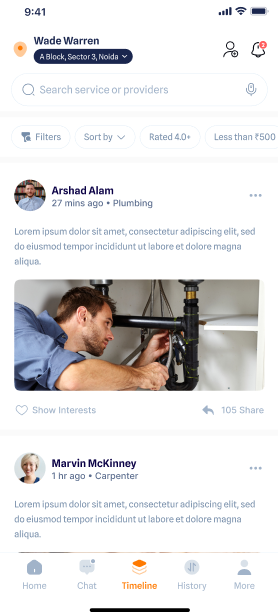 9:41
Wade Warren
A Block, Sector 3, Noida
Search service or providers
3
Filters
Sort by
Rated 4.0+
Less than ₹500
Arshad Alam
27 mins ago • Plumbing
Lorem ipsum dolor sit amet, consectetur adipiscing elit, sed
do eiusmod tempor incididunt ut labore et dolore magna
aliqua.
Show Interests
105 Share
Marvin McKinney
1 hr ago • Carpenter
Lorem ipsum dolor sit amet, consectetur adipiscing elit, sed
do eiusmod tempor incididunt ut labore et dolore magna
aliqua.
Home
Chat
Timeline
History
More